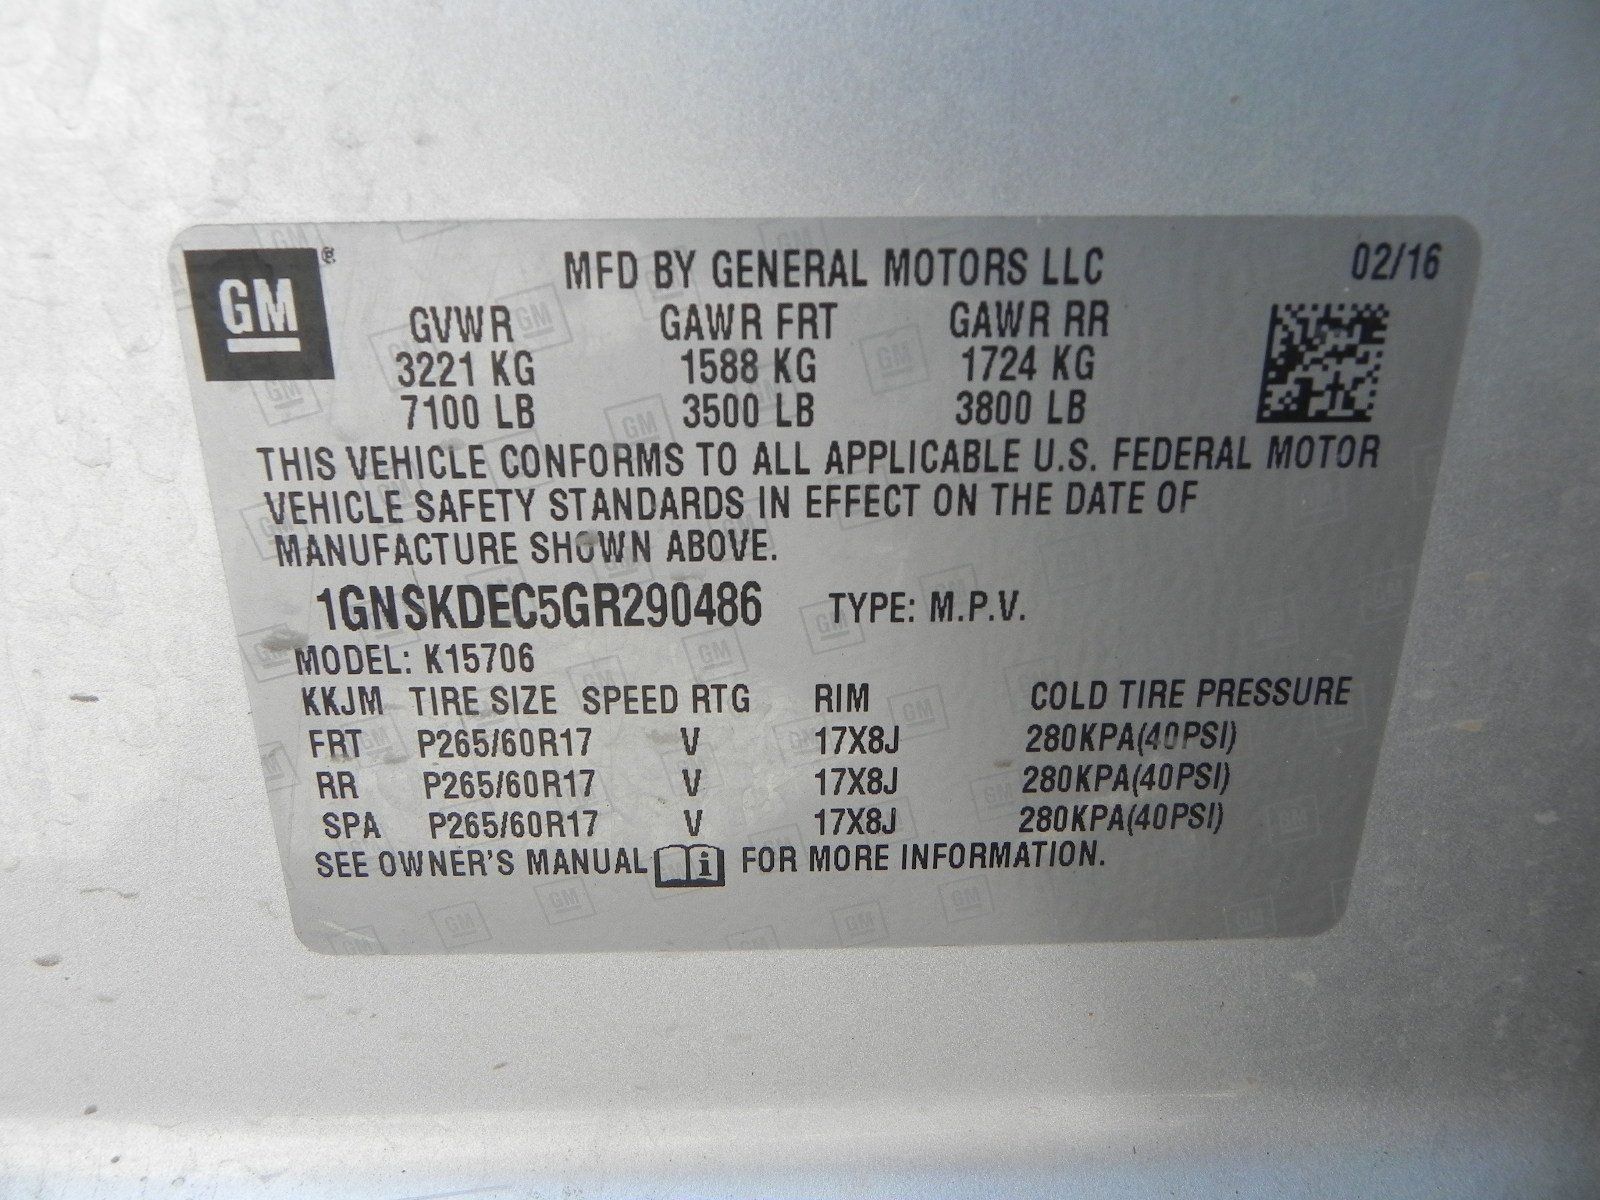 GM®
MFD BY GENERAL MOTORS LLC 02/16
GVWR GAWR FRT GAWR RR
3221 KG 1588 KG 1724 KG
7100 LB 3500 LB 3800 LB
THIS VEHICLE CONFORMS TO ALL APPLICABLE U.S. FEDERAL MOTOR
VEHICLE SAFETY STANDARDS IN EFFECT ON THE DATE OF
MANUFACTURE SHOWN ABOVE.
1GNSKDEC5GR290486 TYPE: M.P.V.
MODEL: K15706
KKJM TIRE SIZE SPEED RTG RIM COLD TIRE PRESSURE
FRT P265/60R17 V 17X8J 280KPA(40PSI)
RR P265/60R17 V 17X8J 280KPA(40PSI)
SPA P265/60R17 V 17X8J 280KPA(40PSI)
SEE OWNER'S MANUAL i FOR MORE INFORMATION.